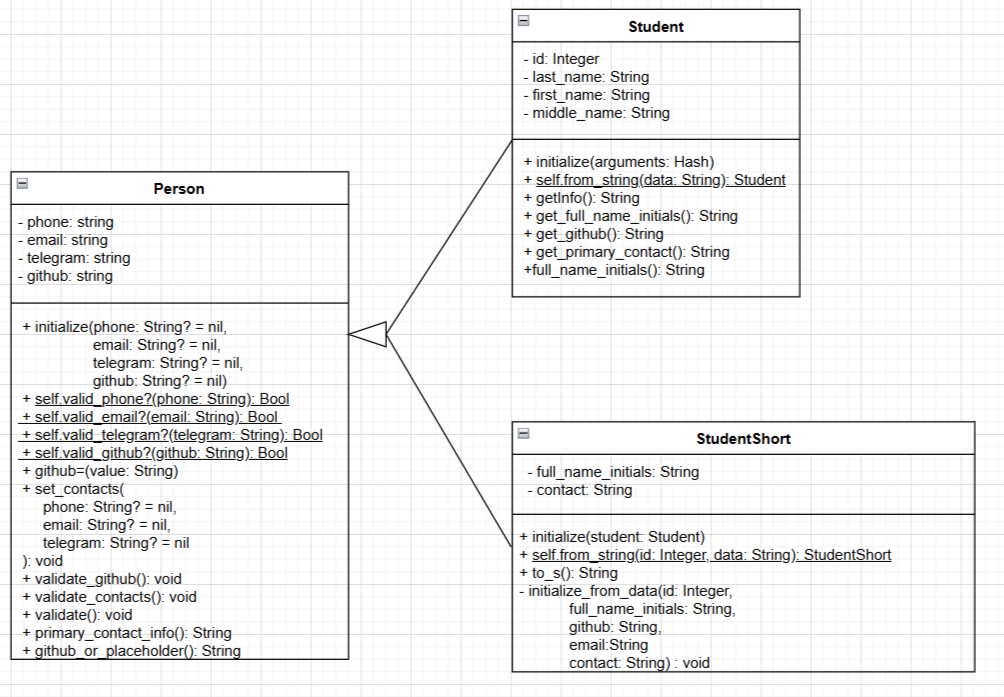 Student
- id: Integer
- last_name: String
- first_name: String
- middle_name: String
+ initialize(arguments: Hash)
+ self.from_string(data: String): Student
+ getInfo(): String
+ get_full_name_initials(): String
+ get_github(): String
+ get_primary_contact(): String
+full_name_initials(): String
Person
- phone: string
- email: string
- telegram: string
- github: string
+ initialize(phone: String? = nil,
email: String? = nil,
telegram: String? = nil,
github: String? = nil)
+ self.valid_phone?(phone: String): Bool
+ self.valid_email?(email: String): Bool
+ self.valid_telegram?(telegram: String): Bool
+ self.valid_github?(github: String): Bool
+ github=(value: String)
+ set_contacts(
phone: String? = nil,
email: String? = nil,
telegram: String? = nil
): void
+ validate_github(): void
+ validate_contacts(): void
+ validate(): void
+ primary_contact_info(): String
+ github_or_placeholder(): String
StudentShort
- full_name_initials: String
- contact: String
+ initialize(student: Student)
+ self.from_string(id: Integer, data: String): StudentShort
+ to_s(): String
- initialize_from_data(id: Integer,
full_name_initials: String,
github: String,
email:String
contact: String) : void